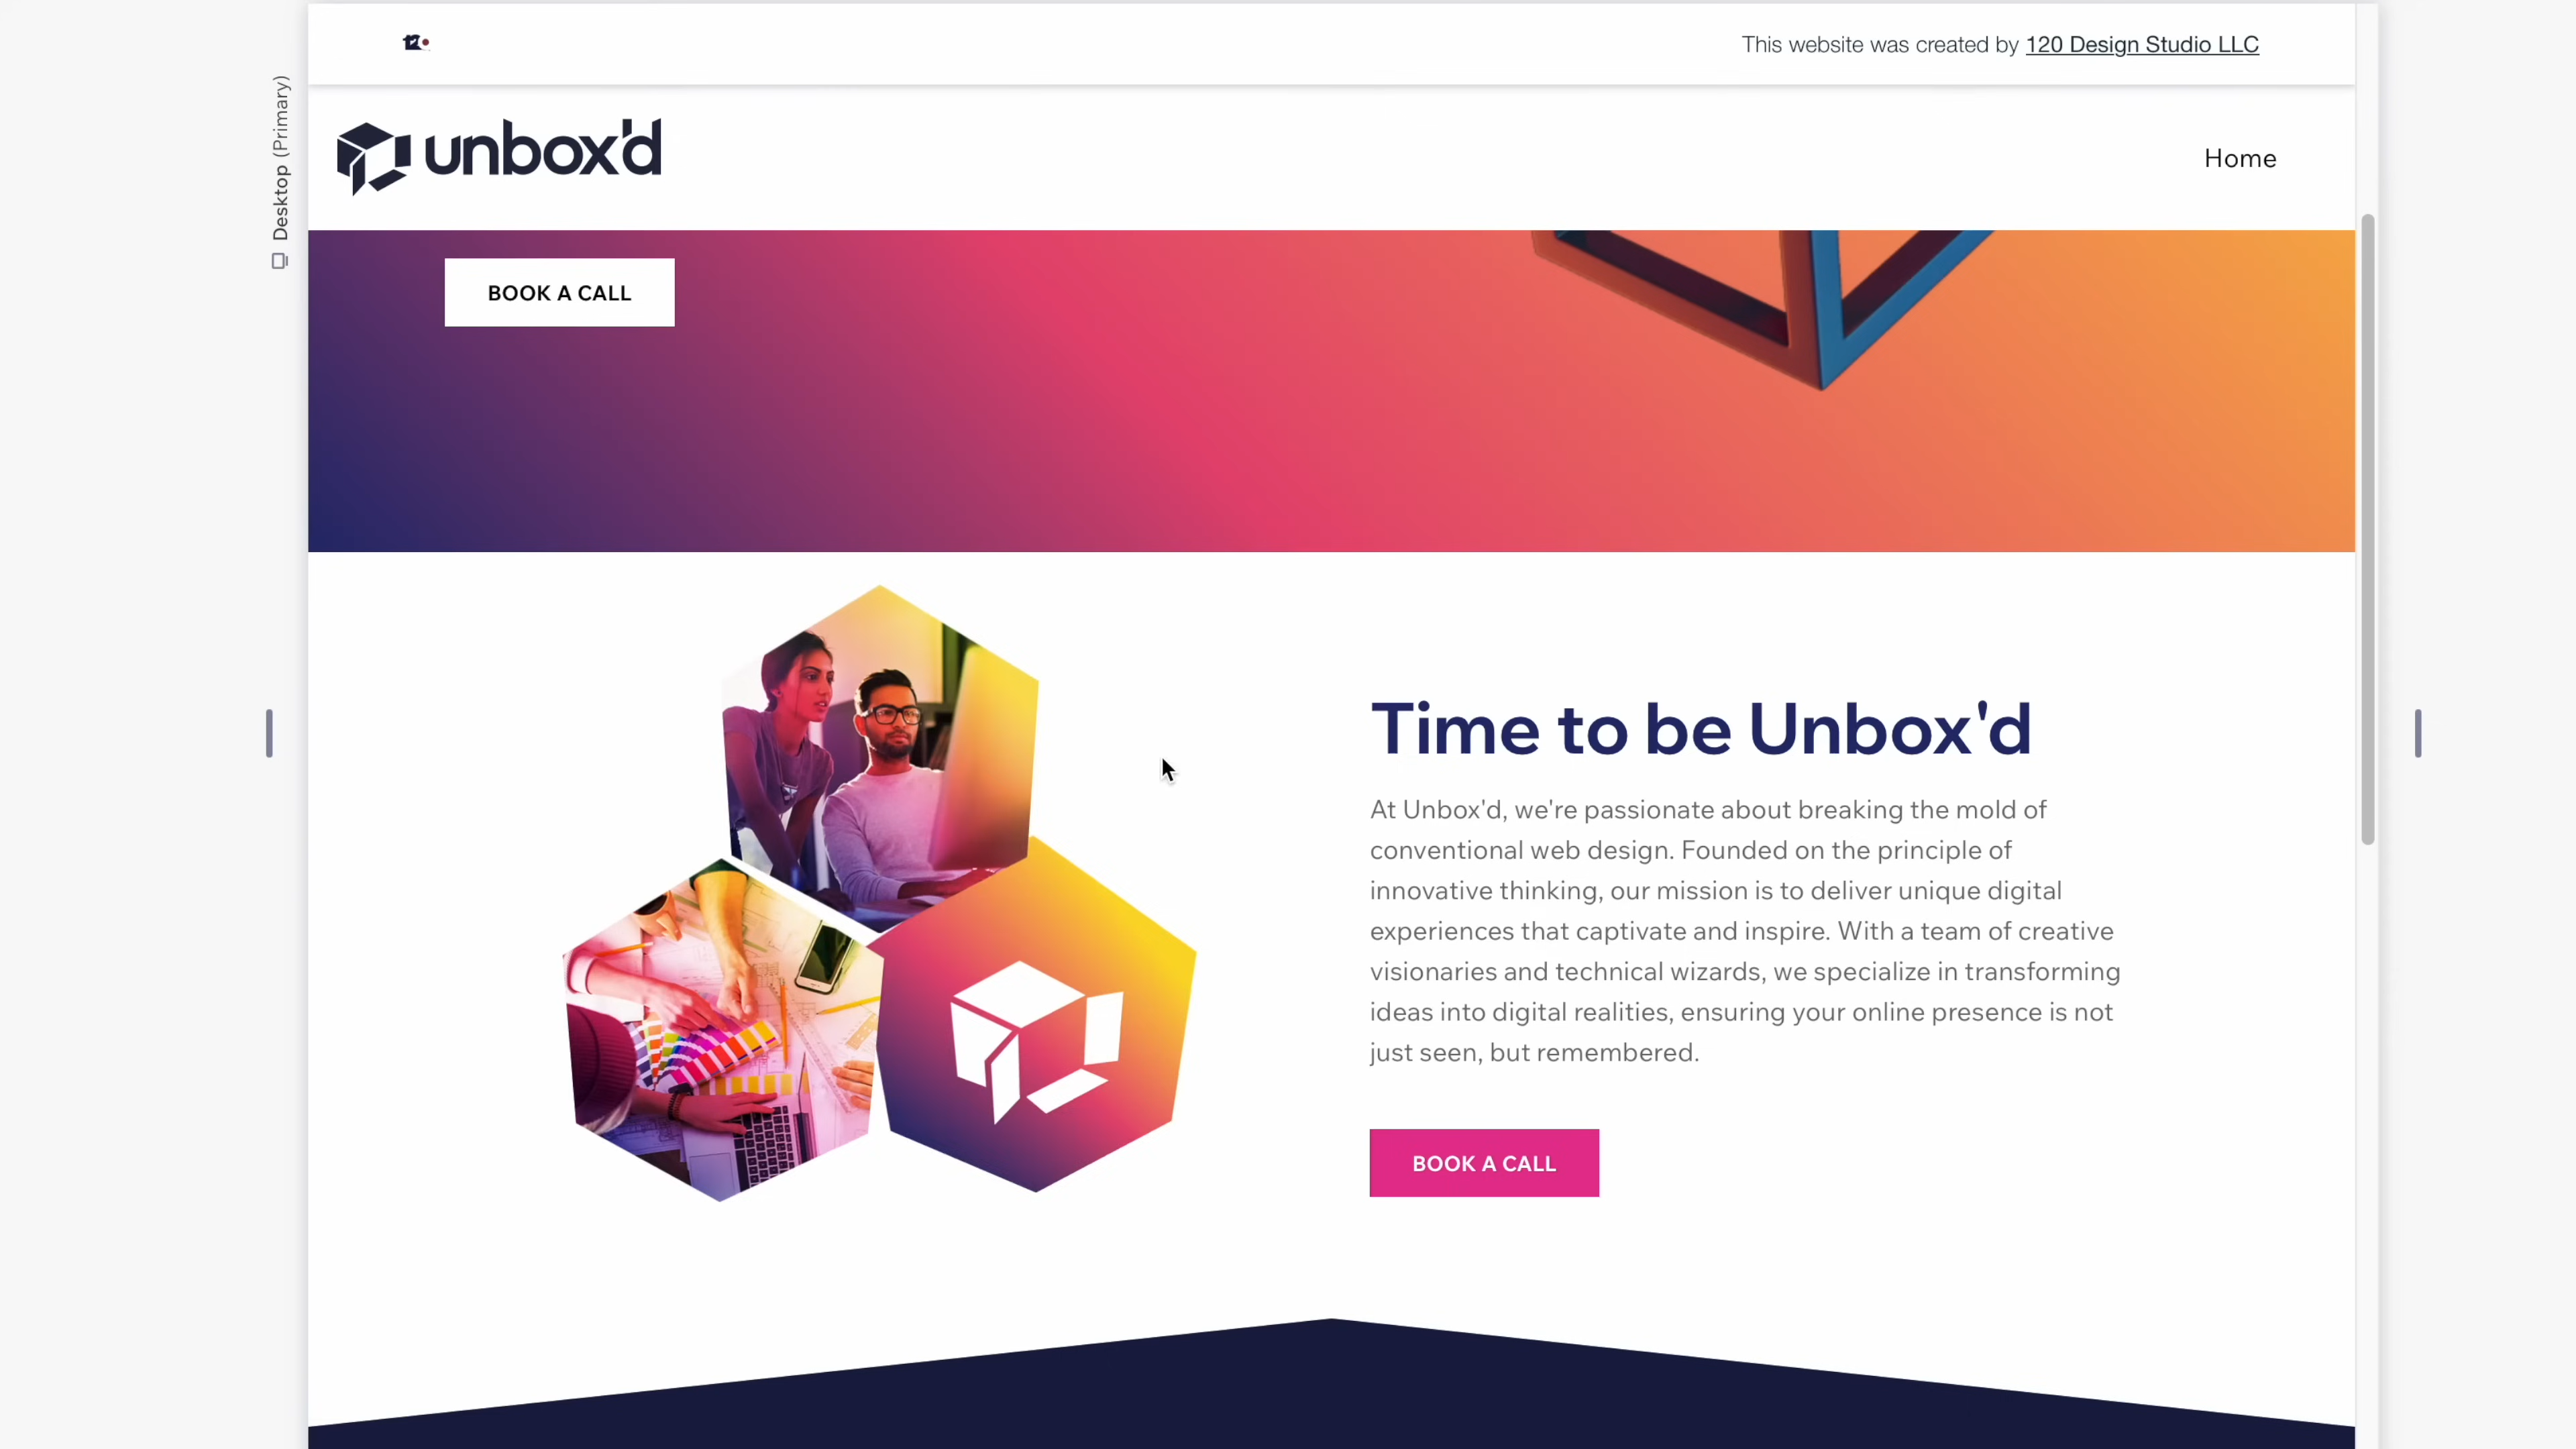 This website was created by 120 Design Studio LLC
Desktop (Primary)
unbox'd
Home
BOOK A CALL
Time to be Unbox'd
At Unbox'd, we're passionate about breaking the mold of
conventional web design. Founded on the principle of
innovative thinking, our mission is to deliver unique digital
experiences that captivate and inspire. With a team of creative
visionaries and technical wizards, we specialize in transforming
ideas into digital realities, ensuring your online presence is not
just seen, but remembered.
BOOK A CALL